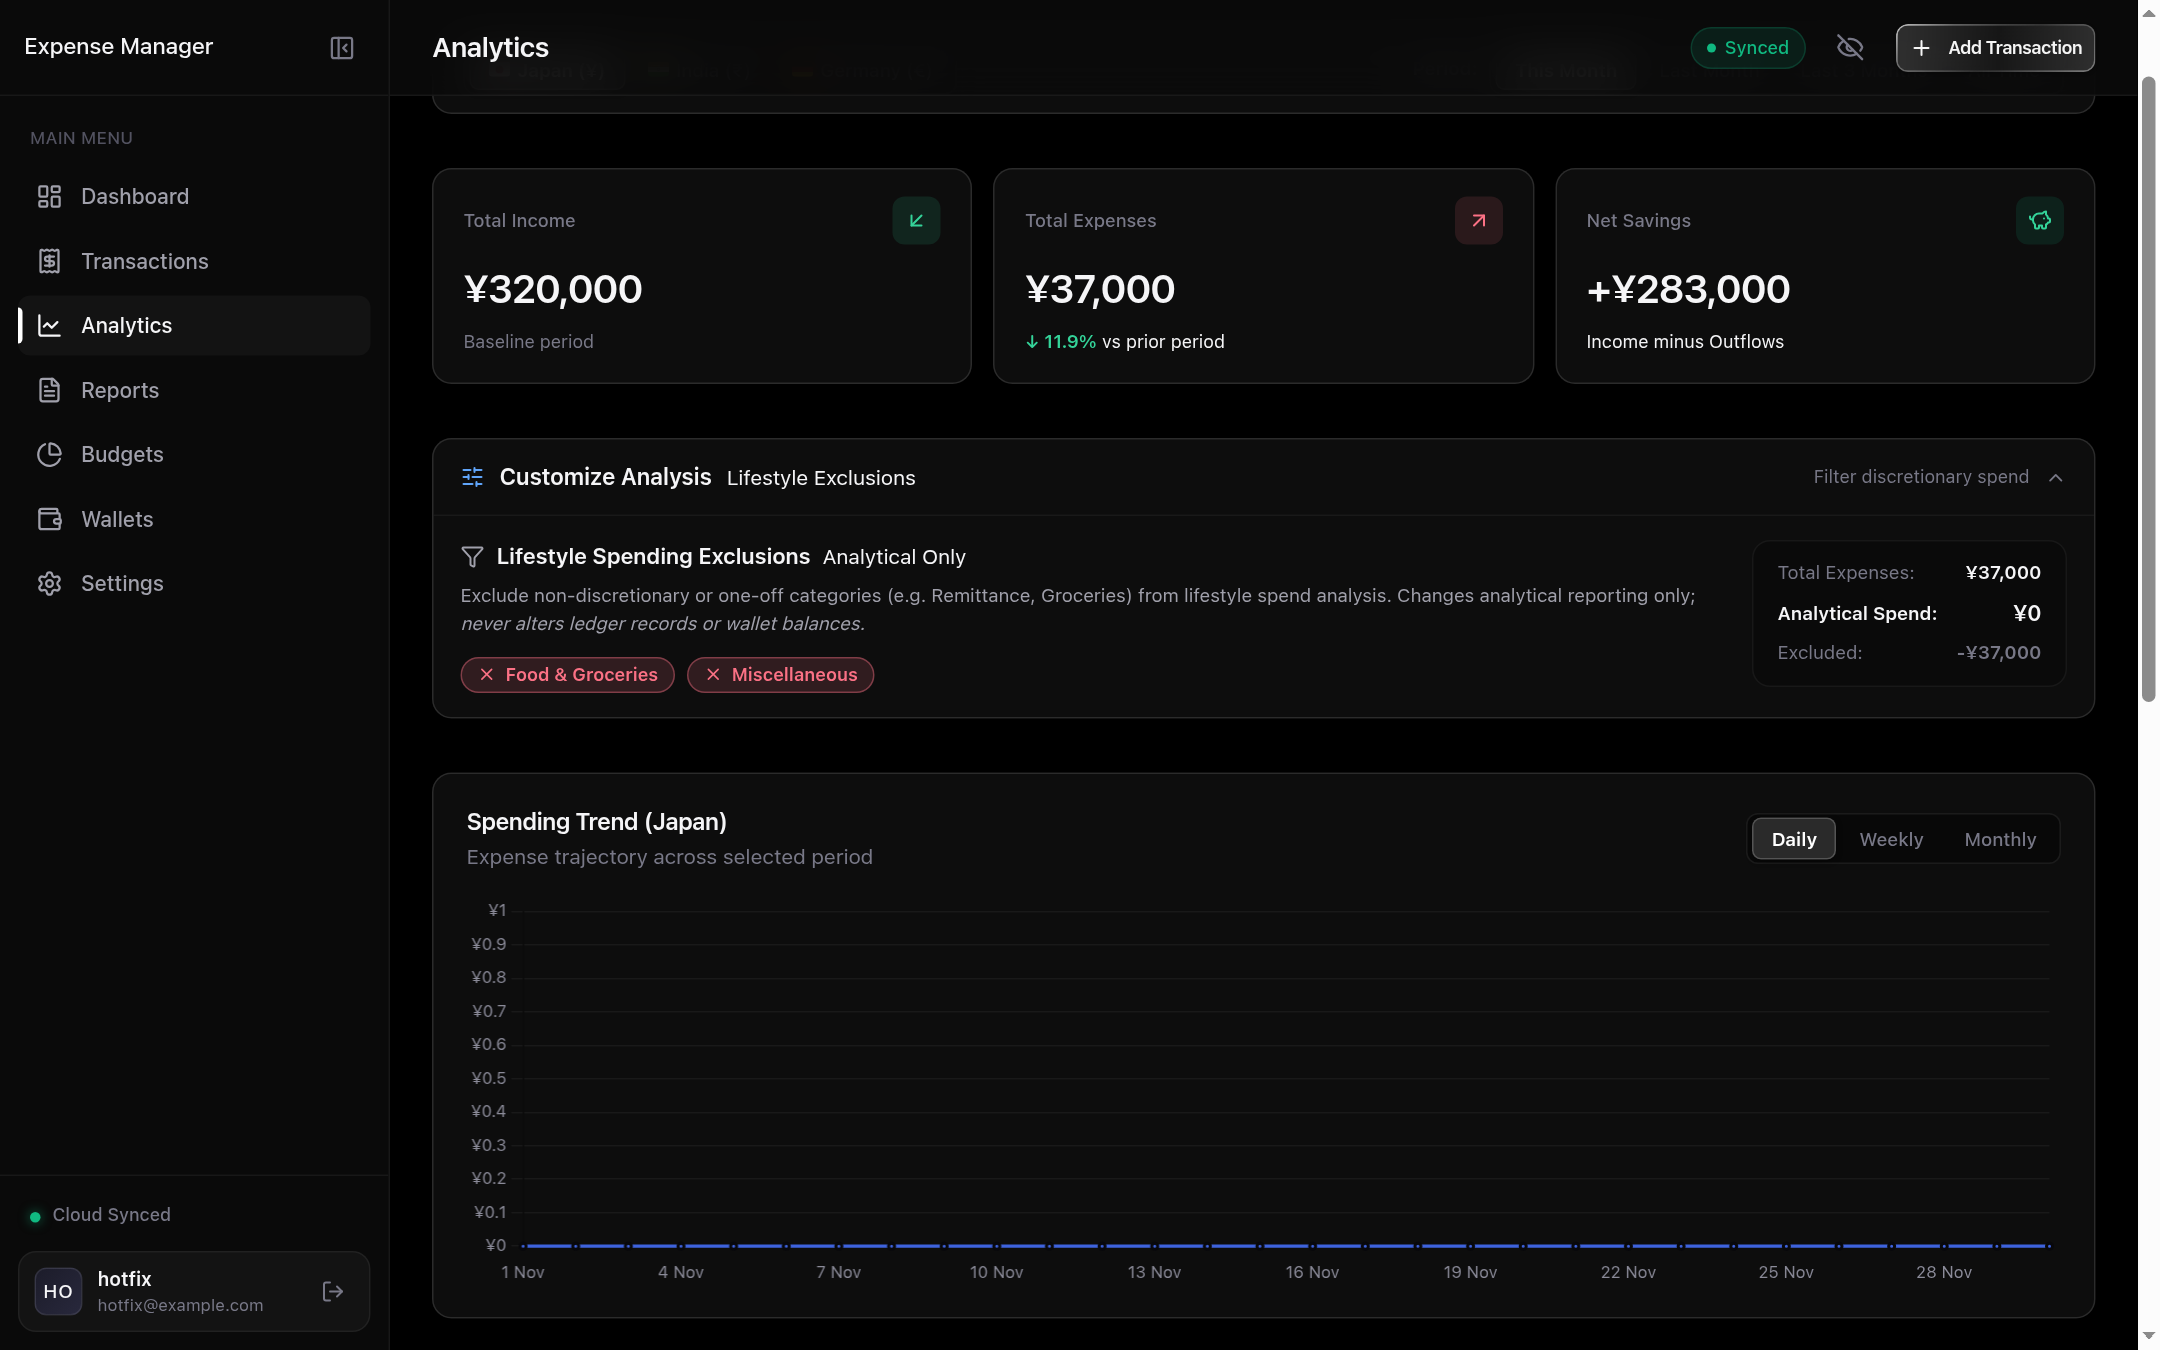 Expense Manager
MAIN MENU
Dashboard
Transactions
Analytics
Reports
Budgets
Wallets
Settings
Cloud Synced
HO
hotfix
hotfix@example.com
Analytics
Synced
Add Transaction
Total Income
¥320,000
Baseline period
Total Expenses
¥37,000
↓ 11.9% vs prior period
Net Savings
+¥283,000
Income minus Outflows
Customize Analysis Lifestyle Exclusions
Filter discretionary spend
Lifestyle Spending Exclusions Analytical Only
Exclude non-discretionary or one-off categories (e.g. Remittance, Groceries) from lifestyle spend analysis. Changes analytical reporting only;
never alters ledger records or wallet balances.
Food & Groceries
Miscellaneous
Total Expenses: ¥37,000
Analytical Spend: ¥0
Excluded: -¥37,000
Spending Trend (Japan)
Expense trajectory across selected period
Daily Weekly Monthly
¥1
¥0.9
¥0.8
¥0.7
¥0.6
¥0.5
¥0.4
¥0.3
¥0.2
¥0.1
¥0
1 Nov 4 Nov 7 Nov 10 Nov 13 Nov 16 Nov 19 Nov 22 Nov 25 Nov 28 Nov